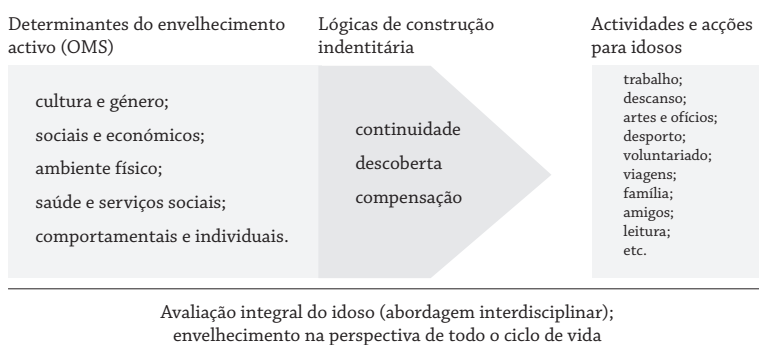 Determinantes do envelhecimento
activo (OMS)
cultura e género;
sociais e económicos;
ambiente físico;
saúde e serviços sociais;
comportamentais e individuais.
Lógicas de construção
indentitária
continuidade
descoberta
compensação
Actividades e acções
para idosos
trabalho;
descanso;
artes e ofícios;
desporto;
voluntariado;
viagens;
família;
amigos;
leitura;
etc.
Avaliação integral do idoso (abordagem interdisciplinar);
envelhecimento na perspectiva de todo o ciclo de vida